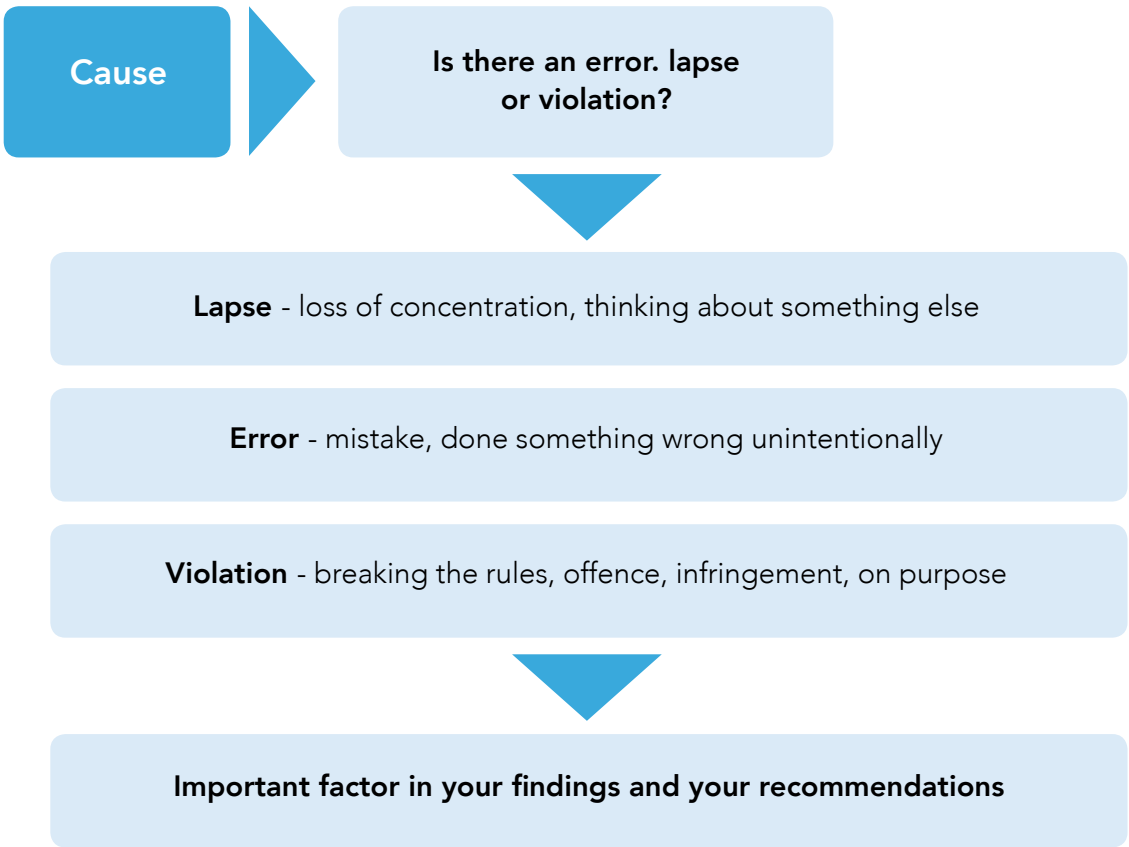 Cause
Is there an error. lapse
or violation?
Lapse - loss of concentration, thinking about something else
Error - mistake, done something wrong unintentionally
Violation - breaking the rules, offence, infringement, on purpose
Important factor in your findings and your recommendations